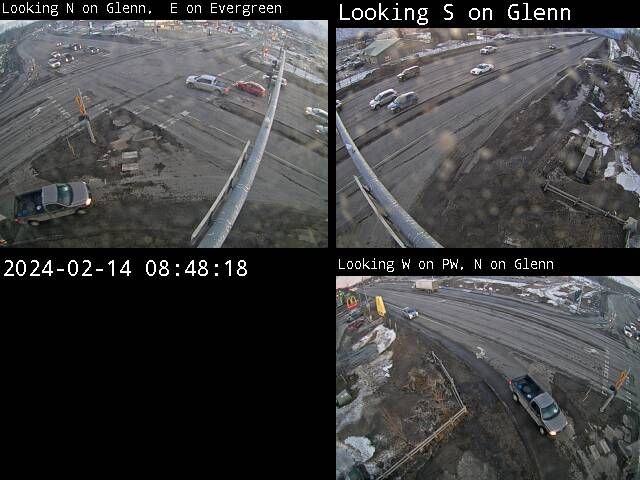 Looking N on Glenn,  E on Evergreen
Looking S on Glenn
2024-02-14 08:48:18
Looking W on PW, N on Glenn